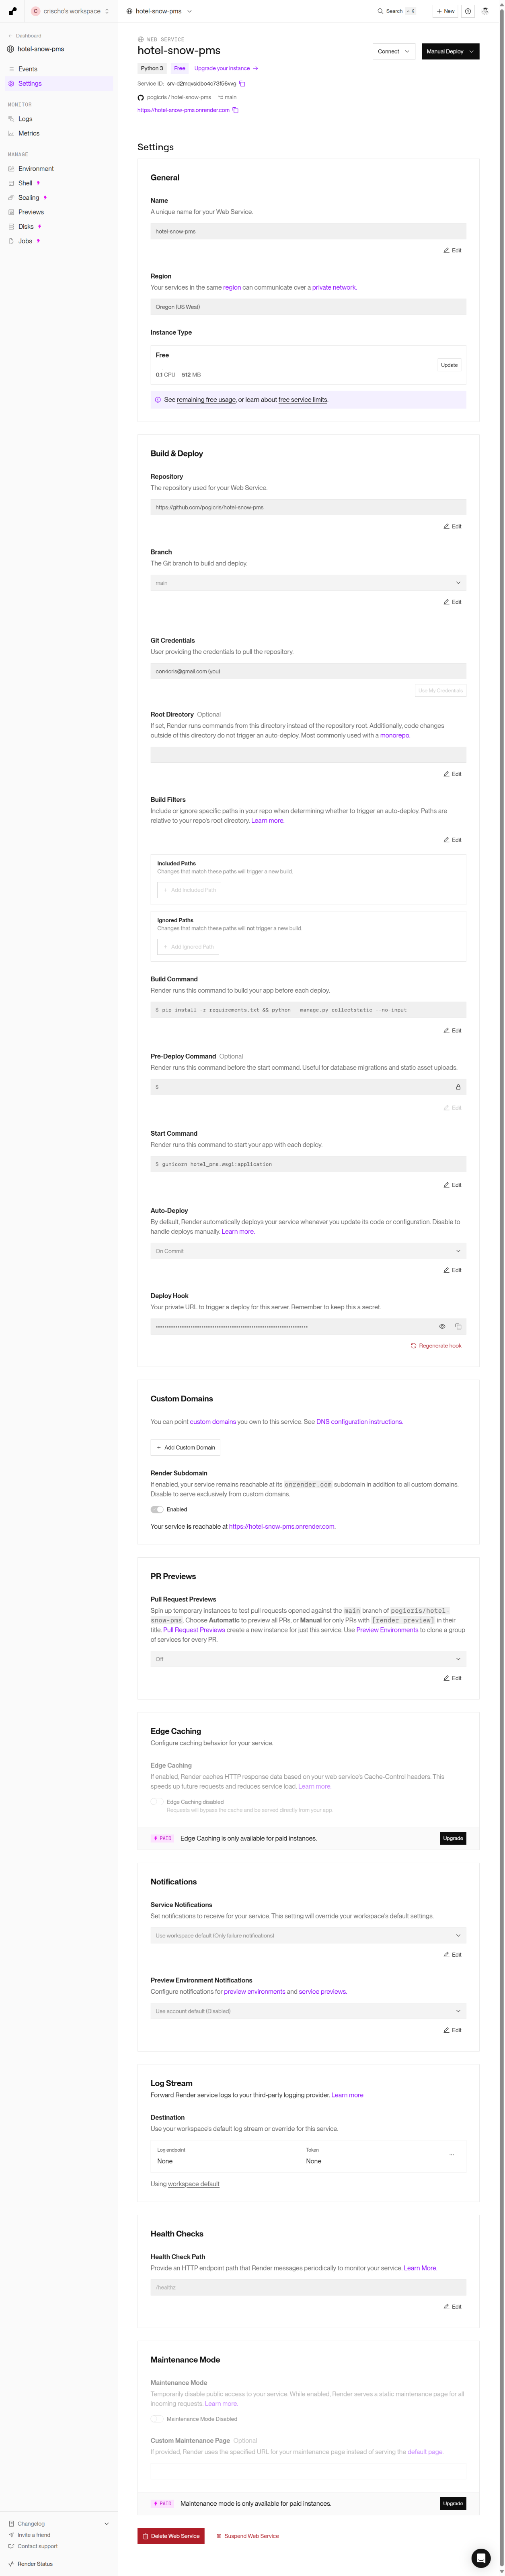 C crischo's workspace
hotel-snow-pms
Search
K
New
Dashboard
hotel-snow-pms
Events
Settings
MONITOR
Logs
Metrics
MANAGE
Environment
Shell
Scaling
Previews
Disks
Jobs
WEB SERVICE
hotel-snow-pms
Connect
Manual Deploy
Python 3
Free
Upgrade your instance →
Service ID:
pogicris / hotel-snow-pms
main
https://hotel-snow-pms.onrender.com
Settings
General
Name
A unique name for your Web Service.
hotel-snow-pms
Edit
Region
Your services in the same region can communicate over a private network.
Oregon (US West)
Instance Type
Free
0.1 CPU 512 MB
Update
See remaining free usage, or learn about free service limits.
Build & Deploy
Repository
The repository used for your Web Service.
https://github.com/pogicris/hotel-snow-pms
Edit
Branch
The Git branch to build and deploy.
main
Edit
Git Credentials
User providing the credentials to pull the repository.
con4cris@gmail.com (you)
Use My Credentials
Root Directory Optional
If set, Render runs commands from this directory instead of the repository root. Additionally, code changes
outside of this directory do not trigger an auto-deploy. Most commonly used with a monorepo.
Edit
Build Filters
Include or ignore specific paths in your repo when determining whether to trigger an auto-deploy. Paths are
relative to your repo's root directory. Learn more.
Edit
Included Paths
Changes that match these paths will trigger a new build.
+ Add Included Path
Ignored Paths
Changes that match these paths will not trigger a new build.
+ Add Ignored Path
Build Command
Render runs this command to build your app before each deploy.
$ pip install -r requirements.txt && python   manage.py collectstatic --no-input
Edit
Pre-Deploy Command Optional
Render runs this command before the start command. Useful for database migrations and static asset uploads.
$
Edit
Start Command
Render runs this command to start your app with each deploy.
$ gunicorn hotel_pms.wsgi:application
Edit
Auto-Deploy
By default, Render automatically deploys your service whenever you update its code or configuration. Disable to
handle deploys manually. Learn more.
On Commit
Edit
Deploy Hook
Your private URL to trigger a deploy for this server. Remember to keep this a secret.
Regenerate hook
Custom Domains
You can point custom domains you own to this service. See DNS configuration instructions.
+ Add Custom Domain
Render Subdomain
If enabled, your service remains reachable at its onrender.com subdomain in addition to all custom domains.
Disable to serve exclusively from custom domains.
Enabled
Your service is reachable at https://hotel-snow-pms.onrender.com.
PR Previews
Pull Request Previews
Spin up temporary instances to test pull requests opened against the main branch of pogicris/hotel-
snow-pms. Choose Automatic to preview all PRs, or Manual for only PRs with [render preview] in their
title. Pull Request Previews create a new instance for just this service. Use Preview Environments to clone a group
of services for every PR.
Off
Edit
Edge Caching
Configure caching behavior for your service.
Edge Caching
If enabled, Render caches HTTP response data based on your web service's Cache-Control headers. This
speeds up future requests and reduces service load. Learn more.
Edge Caching disabled
Requests will bypass the cache and be served directly from your app.
PAID Edge Caching is only available for paid instances.
Upgrade
Notifications
Service Notifications
Set notifications to receive for your service. This setting will override your workspace's default settings.
Use workspace default (Only failure notifications)
Edit
Preview Environment Notifications
Configure notifications for preview environments and service previews.
Use account default (Disabled)
Edit
Log Stream
Forward Render service logs to your third-party logging provider. Learn more
Destination
Use your workspace's default log stream or override for this service.
Log endpoint Token
None None
Using workspace default
Health Checks
Health Check Path
Provide an HTTP endpoint path that Render messages periodically to monitor your service. Learn More.
/healthz
Edit
Maintenance Mode
Maintenance Mode
Temporarily disable public access to your service. While enabled, Render serves a static maintenance page for all
incoming requests. Learn more.
Maintenance Mode Disabled
Custom Maintenance Page Optional
If provided, Render uses the specified URL for your maintenance page instead of serving the default page.
PAID Maintenance mode is only available for paid instances.
Upgrade
Delete Web Service
Suspend Web Service
Changelog
Invite a friend
Contact support
Render Status